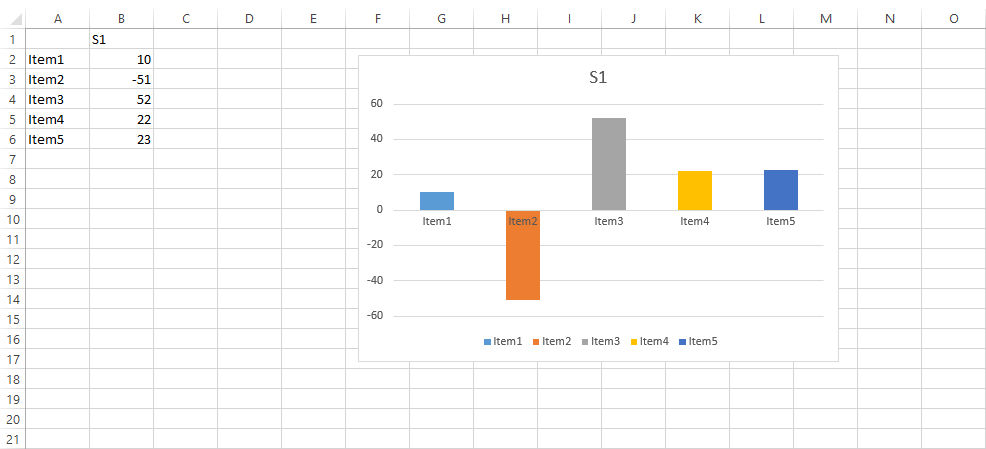 A B C D E F G H I J K L M N O
1 S1
2 Item1 10
3 Item2 -51
4 Item3 52
5 Item4 22
6 Item5 23
7
8
9
10
11
12
13
14
15
16
17
18
19
20
21
S1
60
40
20
0
-20
-40
-60
Item1 Item2 Item3 Item4 Item5
Item1 Item2 Item3 Item4 Item5